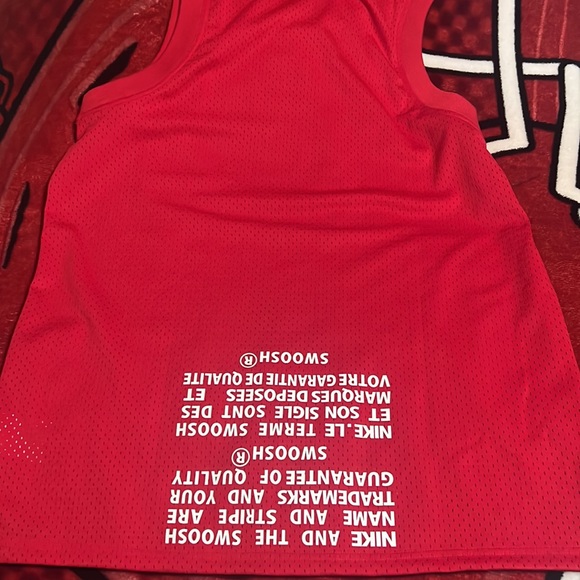 NIKE AND THE SWOOSH
NAME AND STRIPE ARE
TRADEMARKS AND YOUR
GUARANTEE OF QUALITY
SWOOSH®
NIKE.LE TERME SWOOSH
ET SON SIGLE SONT DES
MARQUES DEPOSEES ET
VOTRE GARANTIE DE QUALITE
SWOOSH®